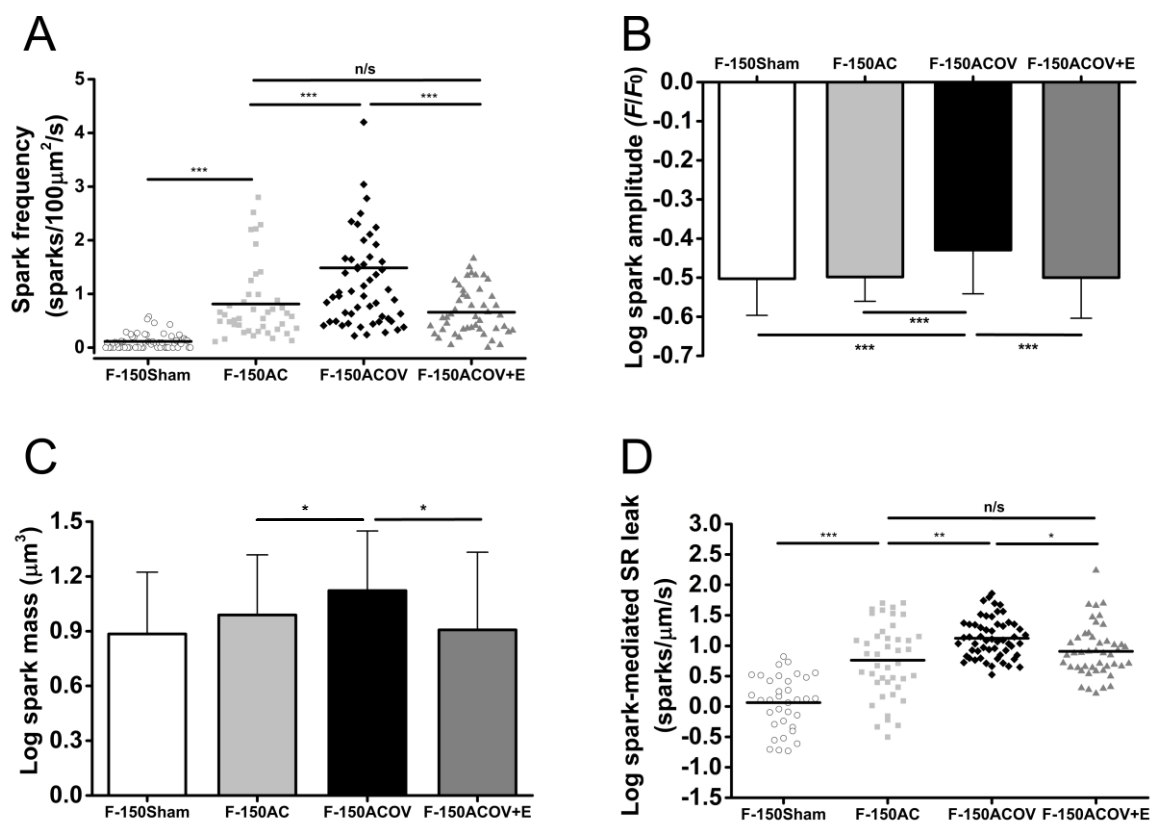 A
Spark frequency
(sparks/100μm²/s)
5
4
3
2
1
0
n/s
***
***
***
F-150Sham
F-150AC
F-150ACOV
F-150ACOV+E
B
F-150Sham
F-150AC
F-150ACOV
F-150ACOV+E
Log spark amplitude (F/F₀)
0.0
-0.1
-0.2
-0.3
-0.4
-0.5
-0.6
-0.7
***
***
***
C
Log spark mass (μm³)
1.5
1.2
0.9
0.6
0.3
0.0
*
*
F-150Sham
F-150AC
F-150ACOV
F-150ACOV+E
D
Log spark-mediated SR leak
(sparks/μm/s)
3.0
2.5
2.0
1.5
1.0
0.5
0.0
-0.5
-1.0
-1.5
n/s
***
**
*
F-150Sham
F-150AC
F-150ACOV
F-150ACOV+E